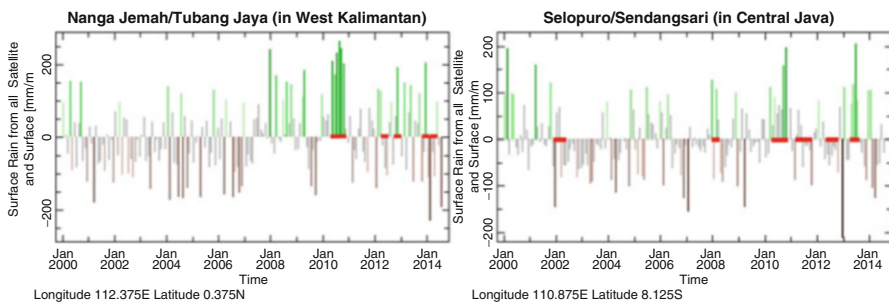 Nanga Jemah/Tubang Jaya (in West Kalimantan)
Surface Rain from all Satellite
and Surface [mm/m]
200
0
−200
Jan Jan Jan Jan Jan Jan Jan Jan
2000 2002 2004 2006 2008 2010 2012 2014
Time
Longitude 112.375E Latitude 0.375N
Selopuro/Sendangsari (in Central Java)
Surface Rain from all Satellite
and Surface [mm/m]
200
100
0
−100
−200
Jan Jan Jan Jan Jan Jan Jan Jan
2000 2002 2004 2006 2008 2010 2012 2014
Time
Longitude 110.875E Latitude 8.125S